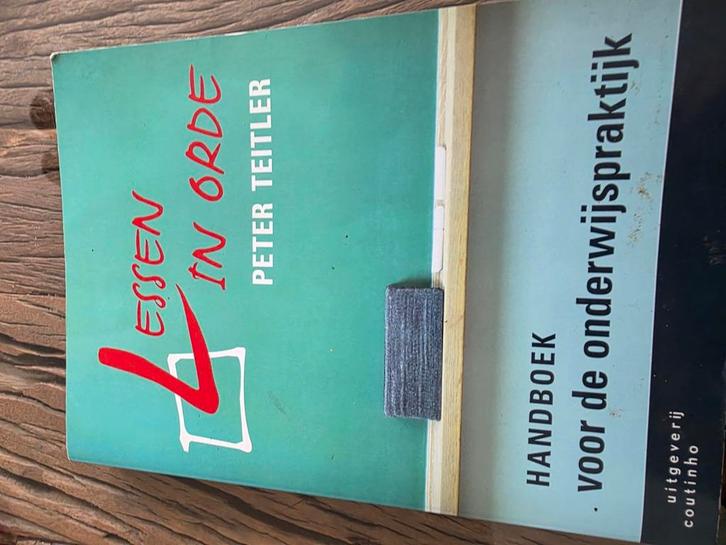 LESSEN
IN ORDE
PETER TEITLER
HANDBOEK
voor de onderwijspraktijk
uitgeverij
coutinho